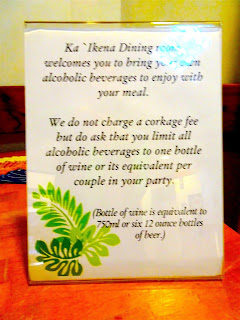 Ka `Ikena Dining room
welcomes you to bring your own
alcoholic beverages to enjoy with
your meal.
We do not charge a corkage fee
but do ask that you limit all
alcoholic beverages to one bottle
of wine or its equivalent per
couple in your party.
(Bottle of wine is equivalent to
750ml or six 12 ounce bottles
of beer.)